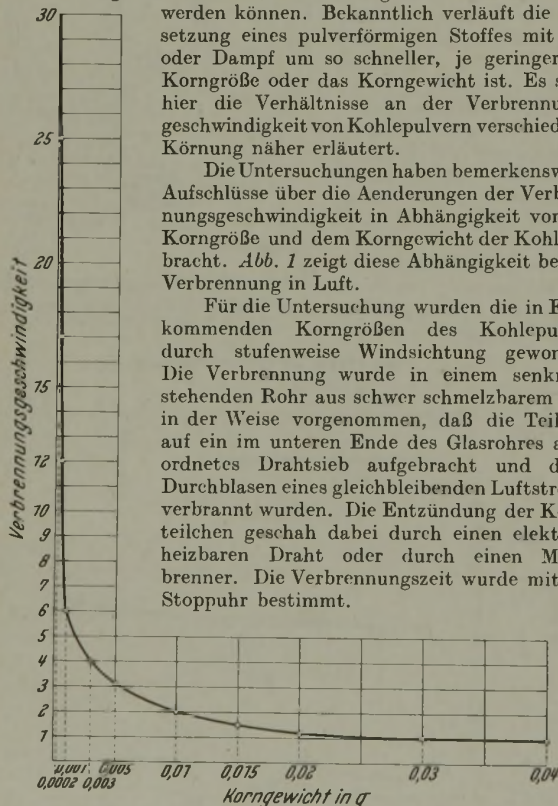 werden können. Bekanntlich verläuft die
setzung eines pulverförmigen Stoffes mit
oder Dampf um so schneller, je geringer
Korngröße oder das Korngewicht ist. Es
hier die Verhältnisse an der Verbrennu
geschwindigkeit von Kohlepulvern verschied
Körnung näher erläutert.
Die Untersuchungen haben bemerkensw
Aufschlüsse über die Aenderungen der Verb
nungsgeschwindigkeit in Abhängigkeit von
Korngröße und dem Korngewicht der Kohl
bracht. Abb. 1 zeigt diese Abhängigkeit be
Verbrennung in Luft.
Für die Untersuchung wurden die in F
kommenden Korngrößen des Kohlepu
durch stufenweise Windsichtung gewor
Die Verbrennung wurde in einem senkr
stehenden Rohr aus schwer schmelzbarem
in der Weise vorgenommen, daß die Teil
auf ein im unteren Ende des Glasrohres a
ordnetes Drahtsieb aufgebracht und d
Durchblasen eines gleichbleibenden Luftstr
verbrannt wurden. Die Entzündung der K
teilchen geschah dabei durch einen elekt
heizbaren Draht oder durch einen M
brenner. Die Verbrennungszeit wurde mit
Stoppuhr bestimmt.
Verbrennungsgeschwindigkeit
30
25
20
15
12
10
9
8
7
6
5
4
3
2
1
0,001 0,005 0,01 0,015 0,02 0,03 0,04
0,0002 0,003
Korngewicht in g